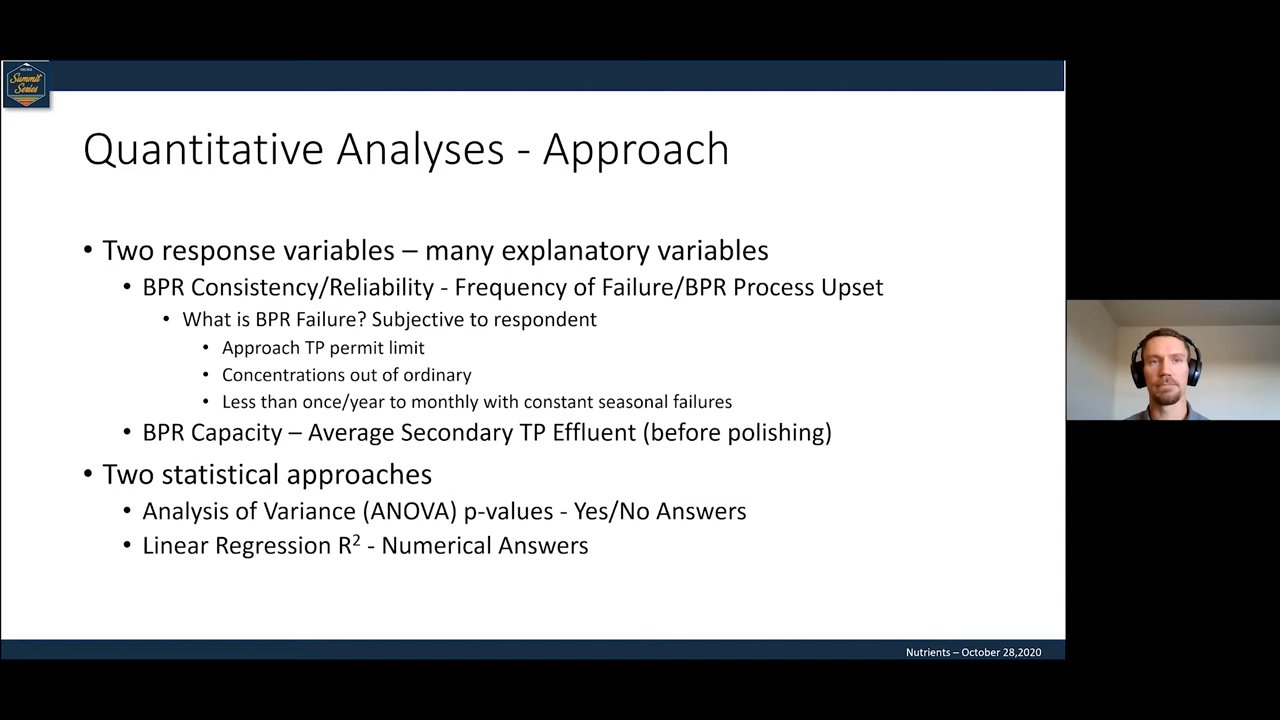 Summit
Series
Quantitative Analyses - Approach
• Two response variables – many explanatory variables
• BPR Consistency/Reliability - Frequency of Failure/BPR Process Upset
• What is BPR Failure? Subjective to respondent
• Approach TP permit limit
• Concentrations out of ordinary
• Less than once/year to monthly with constant seasonal failures
• BPR Capacity – Average Secondary TP Effluent (before polishing)
• Two statistical approaches
• Analysis of Variance (ANOVA) p-values - Yes/No Answers
• Linear Regression R² - Numerical Answers
Nutrients – October 28,2020